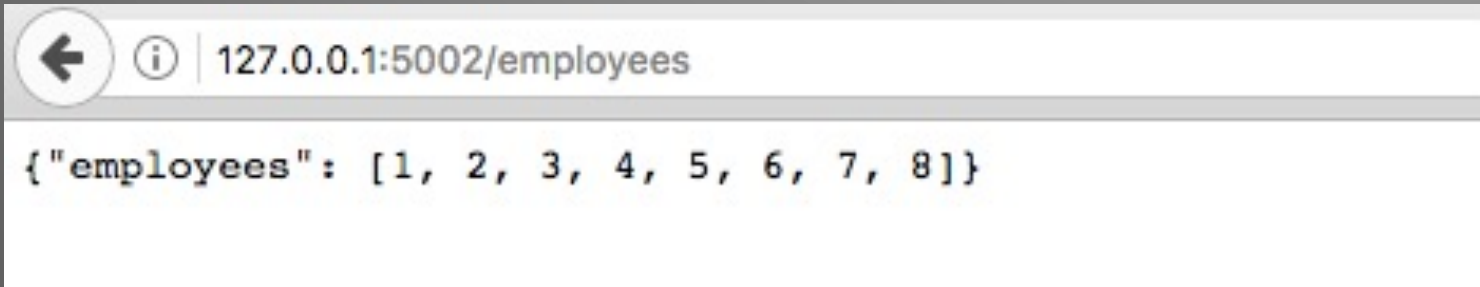 127.0.0.1:5002/employees
{"employees": [1, 2, 3, 4, 5, 6, 7, 8]}